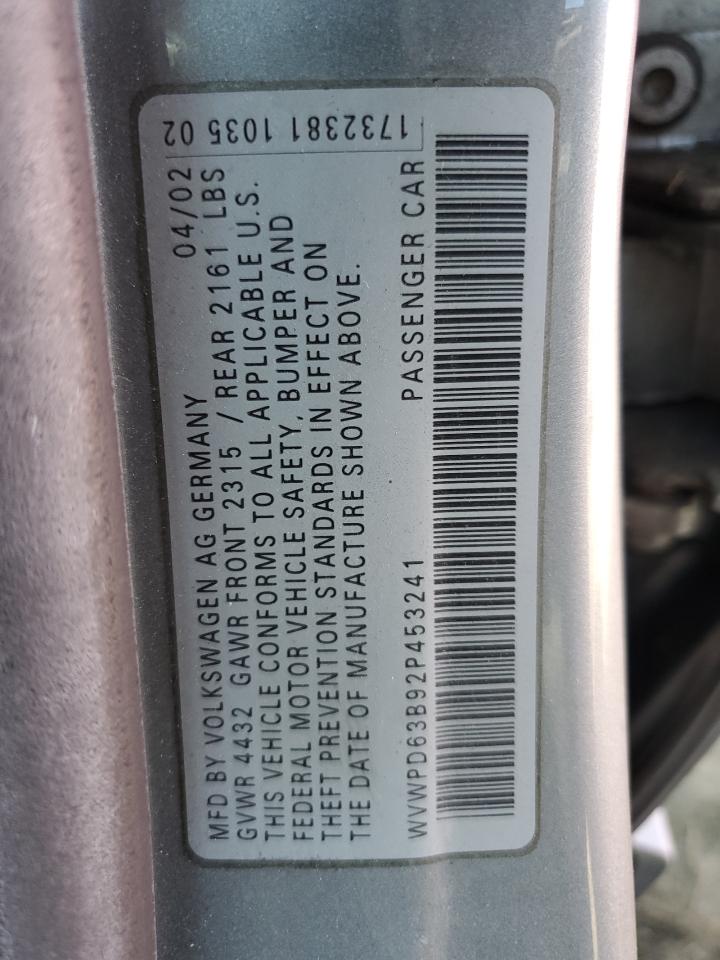 1732381 1035 02
MFD BY VOLKSWAGEN AG GERMANY 04/02
GVWR 4432 GAWR FRONT 2315 / REAR 2161 LBS
THIS VEHICLE CONFORMS TO ALL APPLICABLE U.S.
FEDERAL MOTOR VEHICLE SAFETY, BUMPER AND
THEFT PREVENTION STANDARDS IN EFFECT ON
THE DATE OF MANUFACTURE SHOWN ABOVE.
WVWPD63B92P453241 PASSENGER CAR